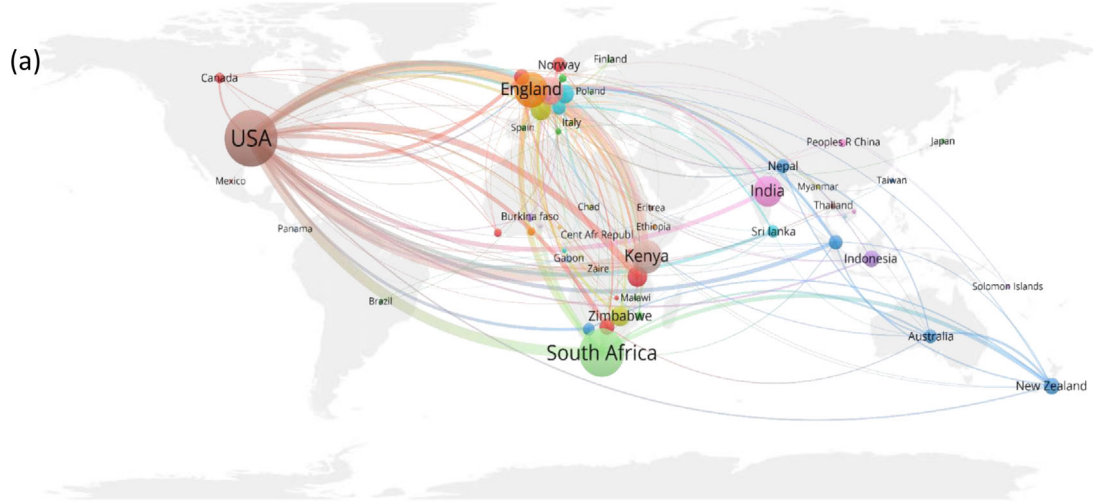 (a)
Canada
Norway
Finland
England
Poland
USA
Spain
Italy
Peoples R China
Japan
Mexico
Nepal
India
Myanmar
Taiwan
Thailand
Panama
Burkina faso
Chad
Eritrea
Ethiopia
Cent Afr Republ
Sri lanka
Gabon
Kenya
Zaire
Indonesia
Solomon Islands
Brazil
Malawi
Zimbabwe
South Africa
Australia
New Zealand